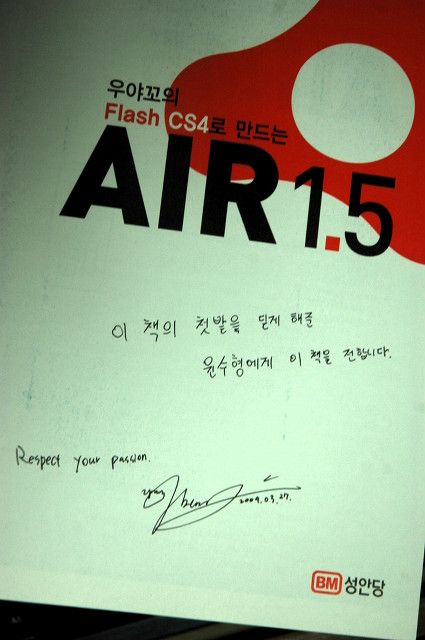 우야꼬의
Flash CS4로 만드는
AIR 1.5
이 책의 첫발을 딛게 해준
윤수형에게 이 책을 전합니다.
Respect your passion.
2009.03.27.
BM 성안당